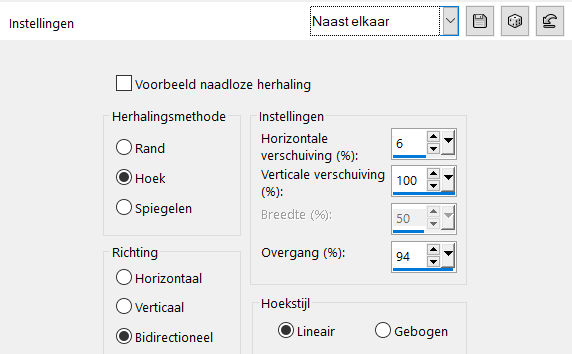 Instellingen
Naast elkaar
Voorbeeld naadloze herhaling
Herhalingsmethode
Rand
Hoek
Spiegelen
Instellingen
Horizontale
verschuiving (%):
6
Verticale verschuiving
(%):
100
Breedte (%):
50
Overgang (%):
94
Richting
Horizontaal
Verticaal
Bidirectioneel
Hoekstijl
Lineair
Gebogen